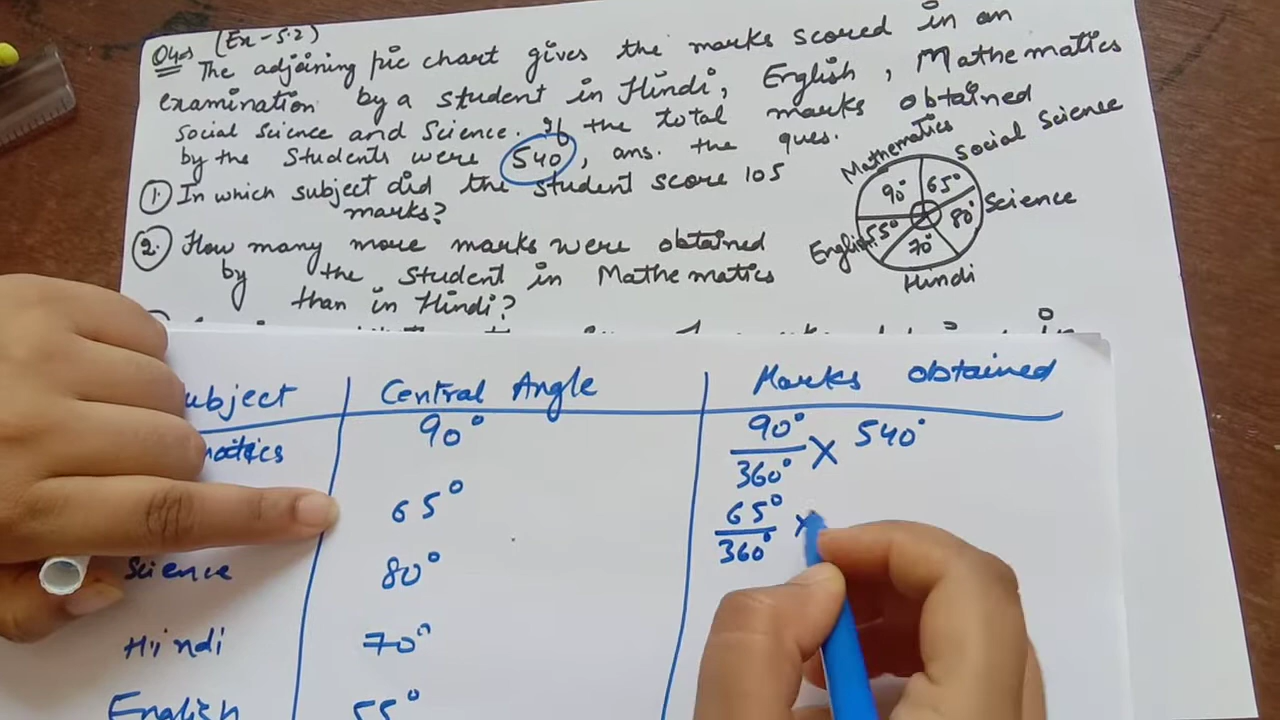 Q4.
(Ex-5.2)
The adjoining pie chart gives the marks scored in an
examination by a student in Hindi, English, Mathematics
social science and Science. If the total marks obtained
by the students were 540, ans. the ques.
1. In which subject did the student score 105
marks?
2. How many more marks were obtained
by the student in Mathematics
than in Hindi?
Mathematics
Social Science
90° 65°
Science
80°
English 55°
70°
Hindi
ubject | Central Angle | Marks obtained
matics 90° 90°/360° X 540°
65° 65°/360° ×
Science 80°
Hindi 70°
English 55°